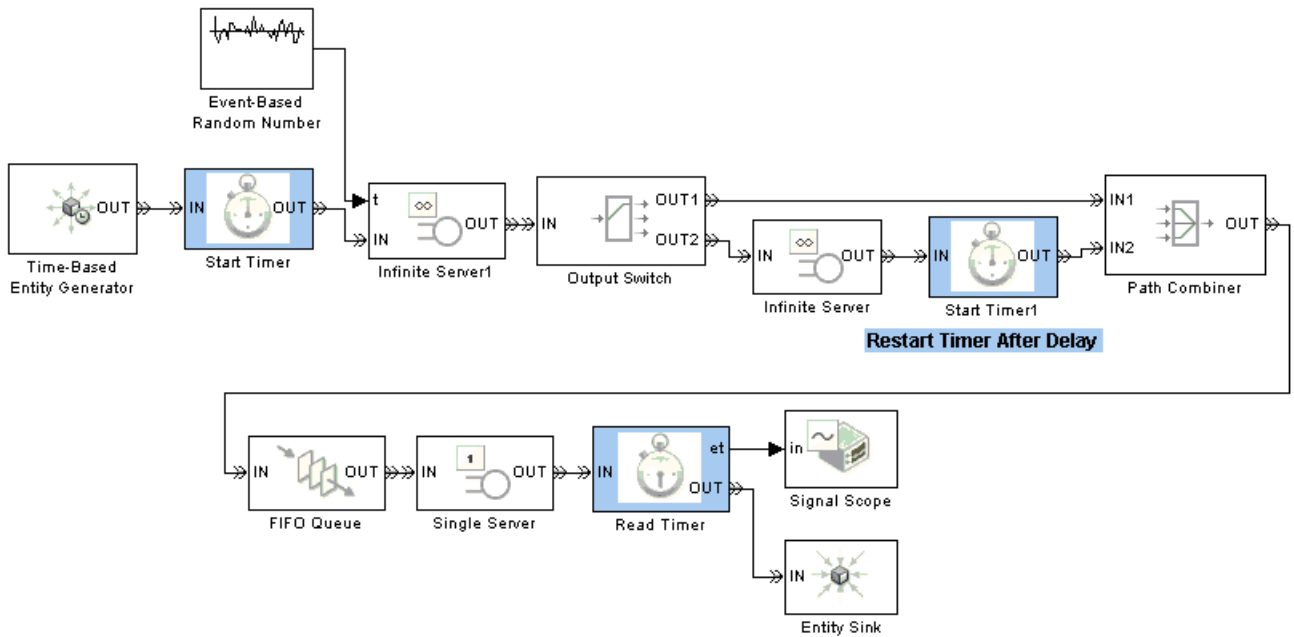 Event-Based
Random Number
OUT
Time-Based
Entity Generator
IN OUT
Start Timer
t
IN
OUT
∞
Infinite Server1
IN
OUT1
OUT2
Output Switch
IN OUT
∞
Infinite Server
IN OUT
Start Timer1
Restart Timer After Delay
IN1
IN2
OUT
Path Combiner
IN OUT
FIFO Queue
IN OUT
1
Single Server
IN
et
OUT
Read Timer
in
Signal Scope
IN
Entity Sink